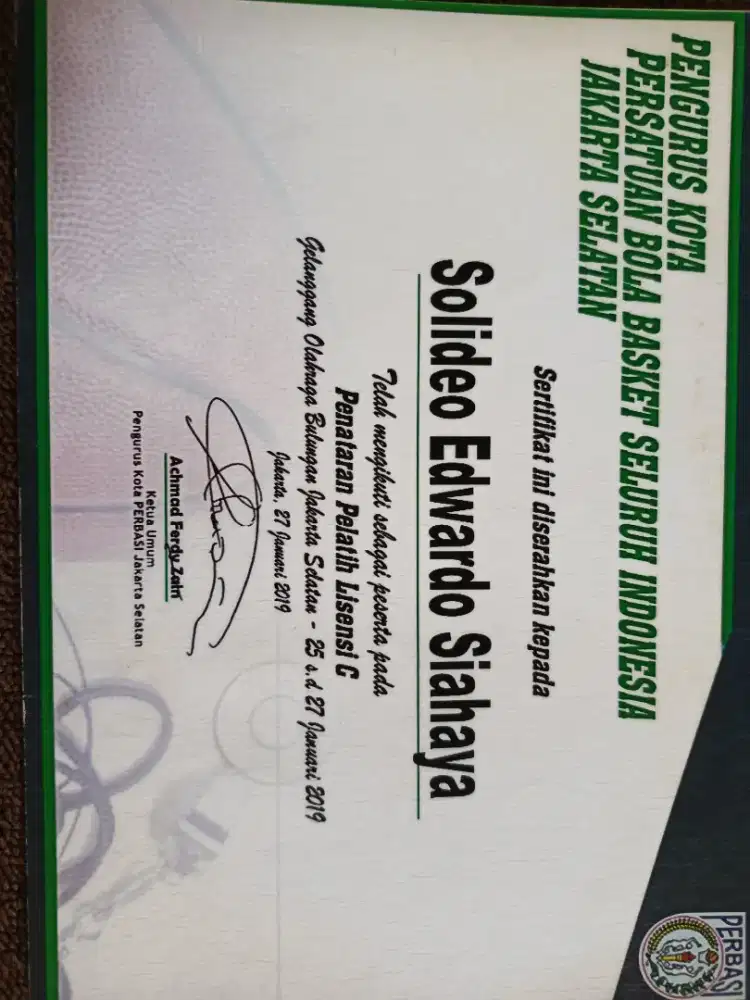 PENGURUS KOTA
PERSATUAN BOLA BASKET SELURUH INDONESIA
JAKARTA SELATAN
PERBASI
Sertifikat ini diserahkan kepada
Solideo Edwardo Siahaya
Telah mengikuti sebagai peserta pada
Penataran Pelatih Lisensi C
Gelanggang Olahraga Bulungan Jakarta Selatan - 25 s.d 27 Januari 2019
Jakarta, 27 Januari 2019
Achmad Ferdy Zahri
Ketua Umum
Pengurus Kota PERBASI Jakarta Selatan